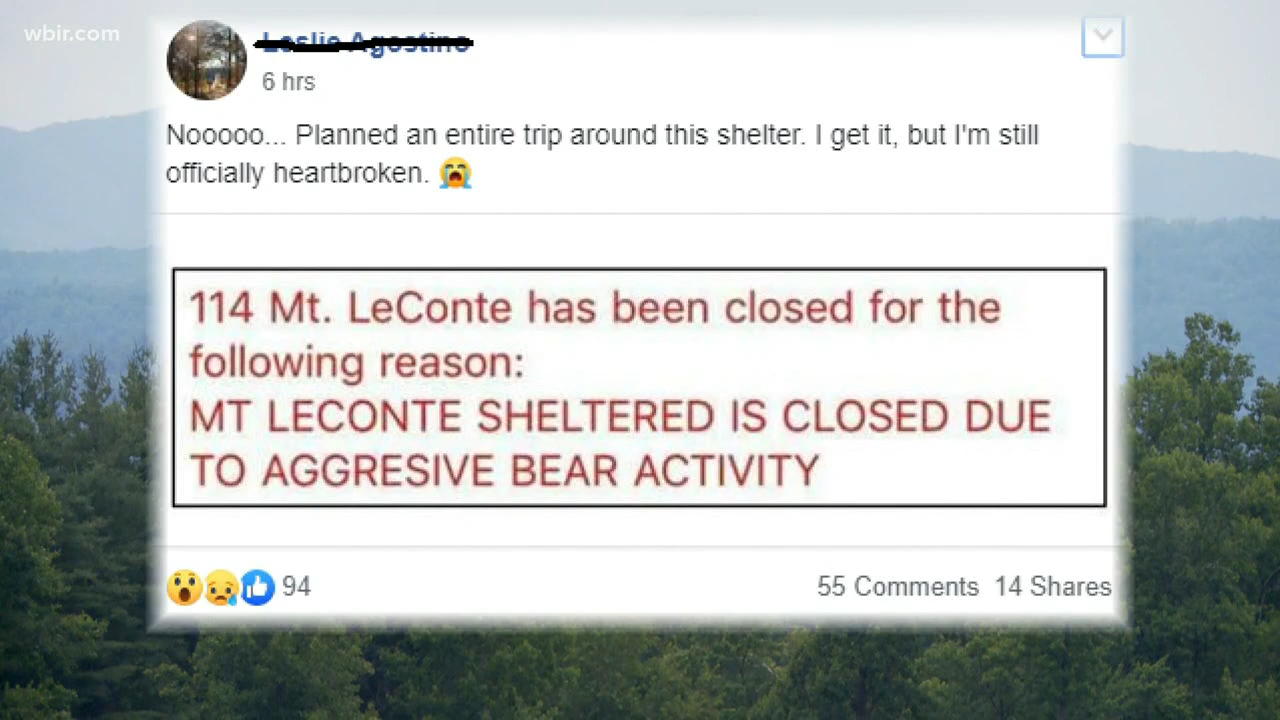 wbir.com
6 hrs
Nooooo... Planned an entire trip around this shelter. I get it, but I'm still
officially heartbroken. 😭
114 Mt. LeConte has been closed for the
following reason:
MT LECONTE SHELTERED IS CLOSED DUE
TO AGGRESIVE BEAR ACTIVITY
94 55 Comments 14 Shares